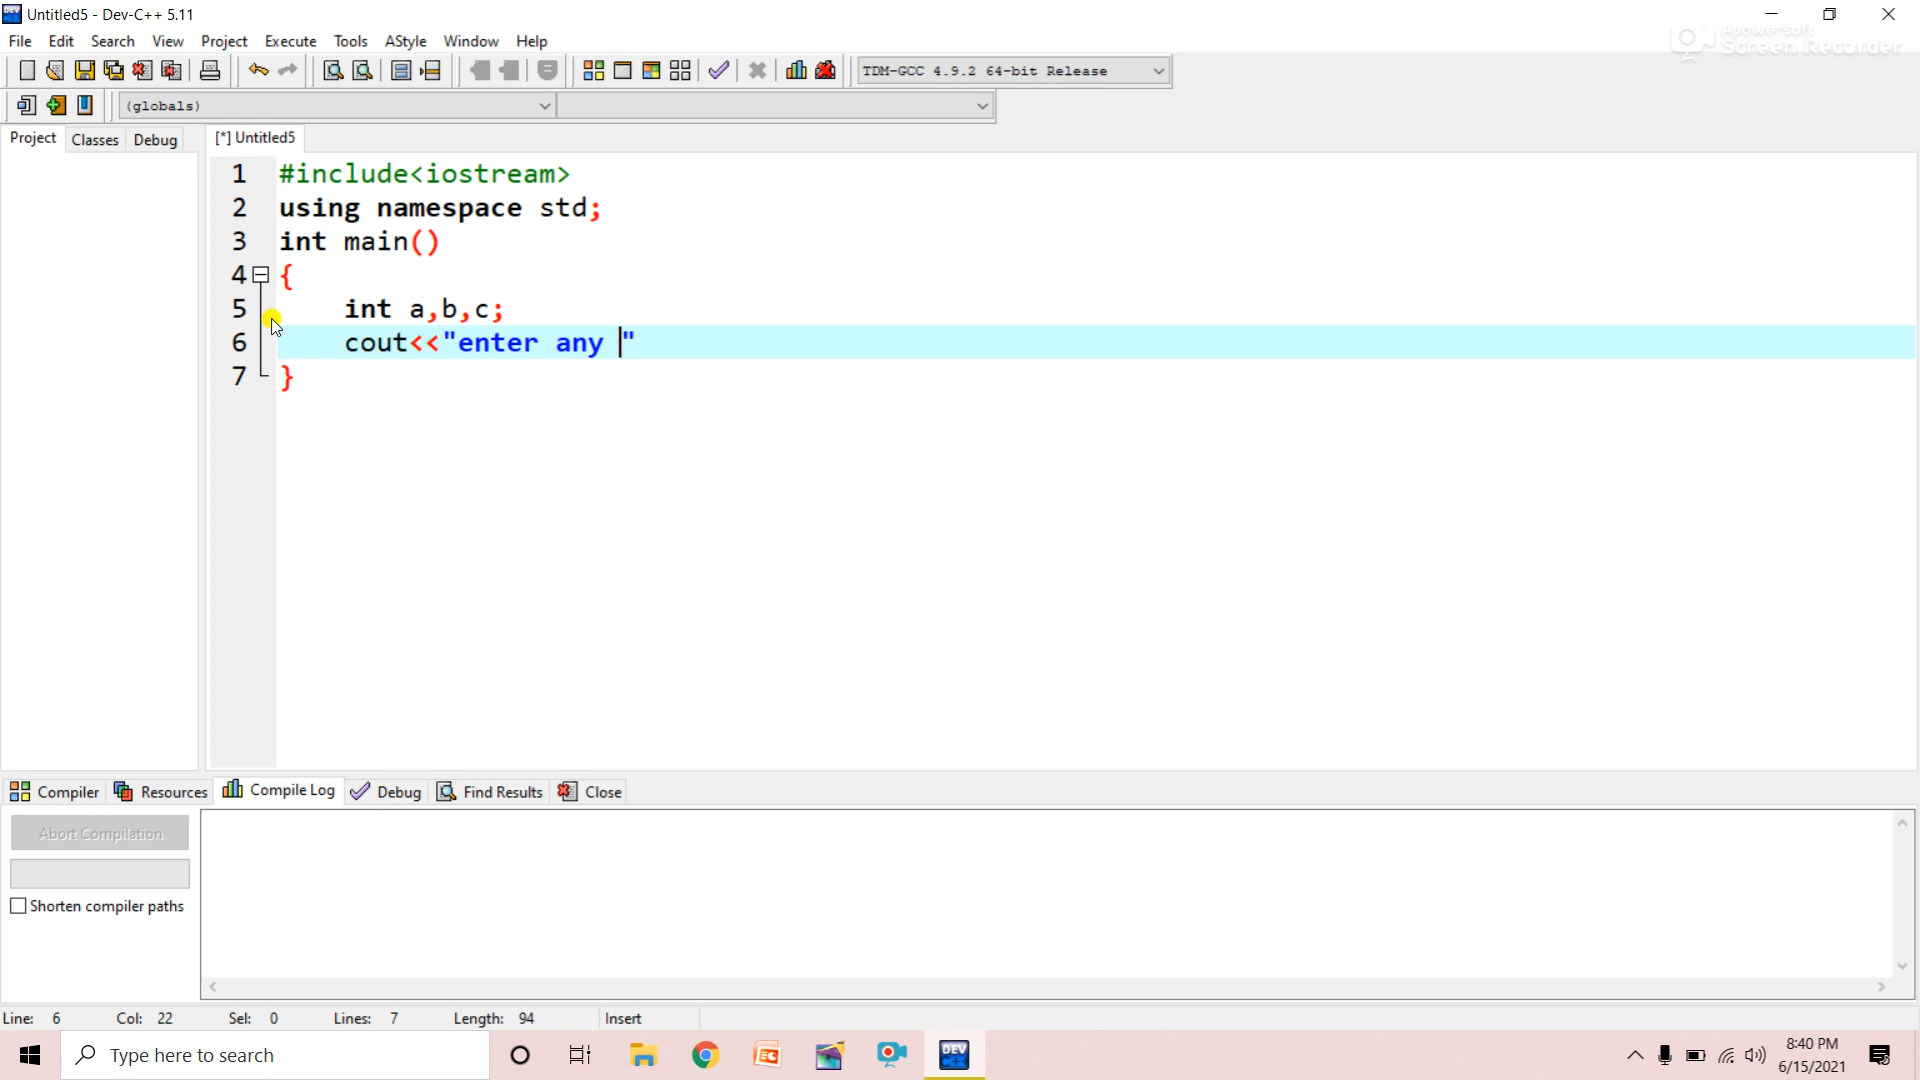 Untitled5 - Dev-C++ 5.11
Apowersoft
Screen Recorder
File Edit Search View Project Execute Tools AStyle Window Help
TDM-GCC 4.9.2 64-bit Release
(globals)
Project Classes Debug [*] Untitled5
1 #include<iostream>
2 using namespace std;
3 int main()
4 {
5 int a,b,c;
6 cout<<"enter any "
7 }
Compiler Resources Compile Log Debug Find Results Close
Abort Compilation
Shorten compiler paths
Line: 6 Col: 22 Sel: 0 Lines: 7 Length: 94 Insert
Type here to search
DEV
C++
8:40 PM
6/15/2021